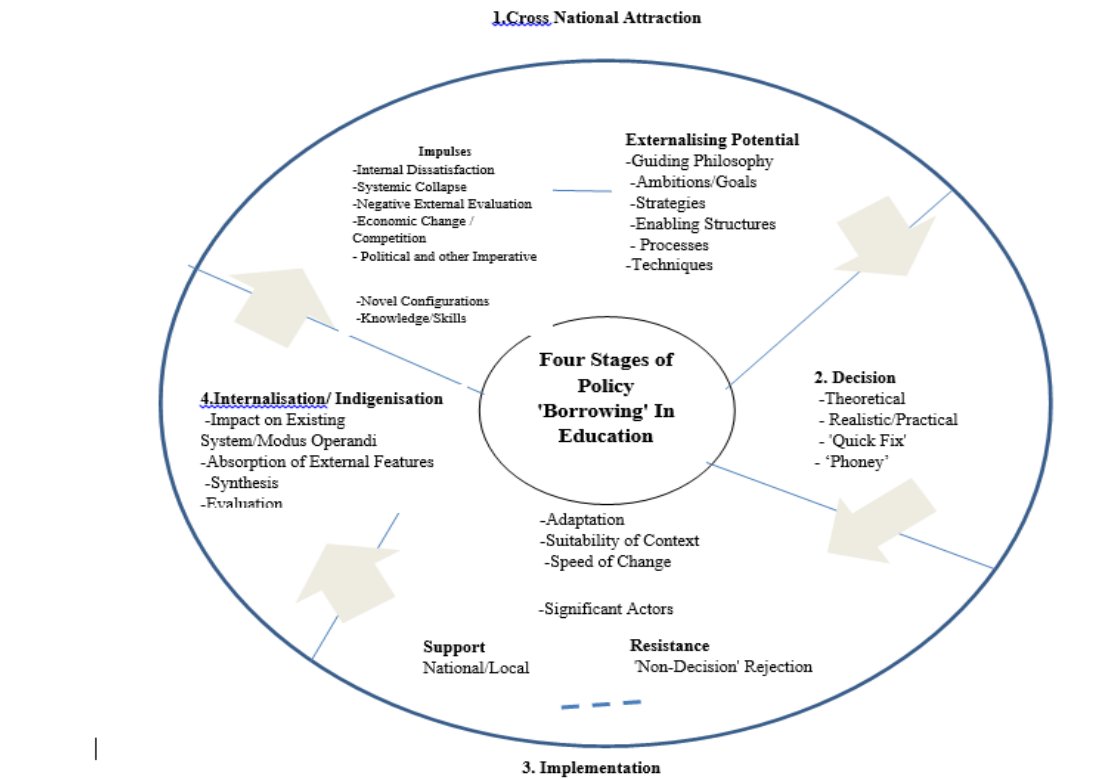 1.Cross National Attraction
Impulses
-Internal Dissatisfaction
-Systemic Collapse
-Negative External Evaluation
-Economic Change /
Competition
- Political and other Imperative
-Novel Configurations
-Knowledge/Skills
Externalising Potential
-Guiding Philosophy
-Ambitions/Goals
-Strategies
-Enabling Structures
- Processes
-Techniques
Four Stages of
Policy
'Borrowing' In
Education
2. Decision
-Theoretical
- Realistic/Practical
- 'Quick Fix'
- ‘Phoney’
4.Internalisation/ Indigenisation
-Impact on Existing
System/Modus Operandi
-Absorption of External Features
-Synthesis
-Evaluation
-Adaptation
-Suitability of Context
-Speed of Change
-Significant Actors
Support
National/Local
Resistance
'Non-Decision' Rejection
3. Implementation